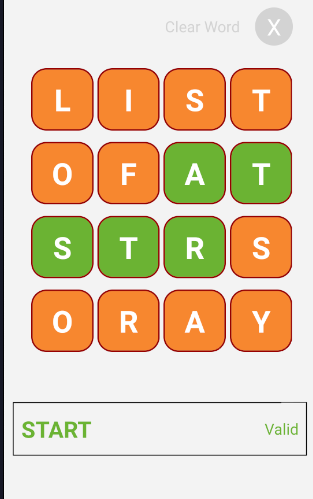 Clear Word X
L I S T
O F A T
S T R S
O R A Y
START Valid